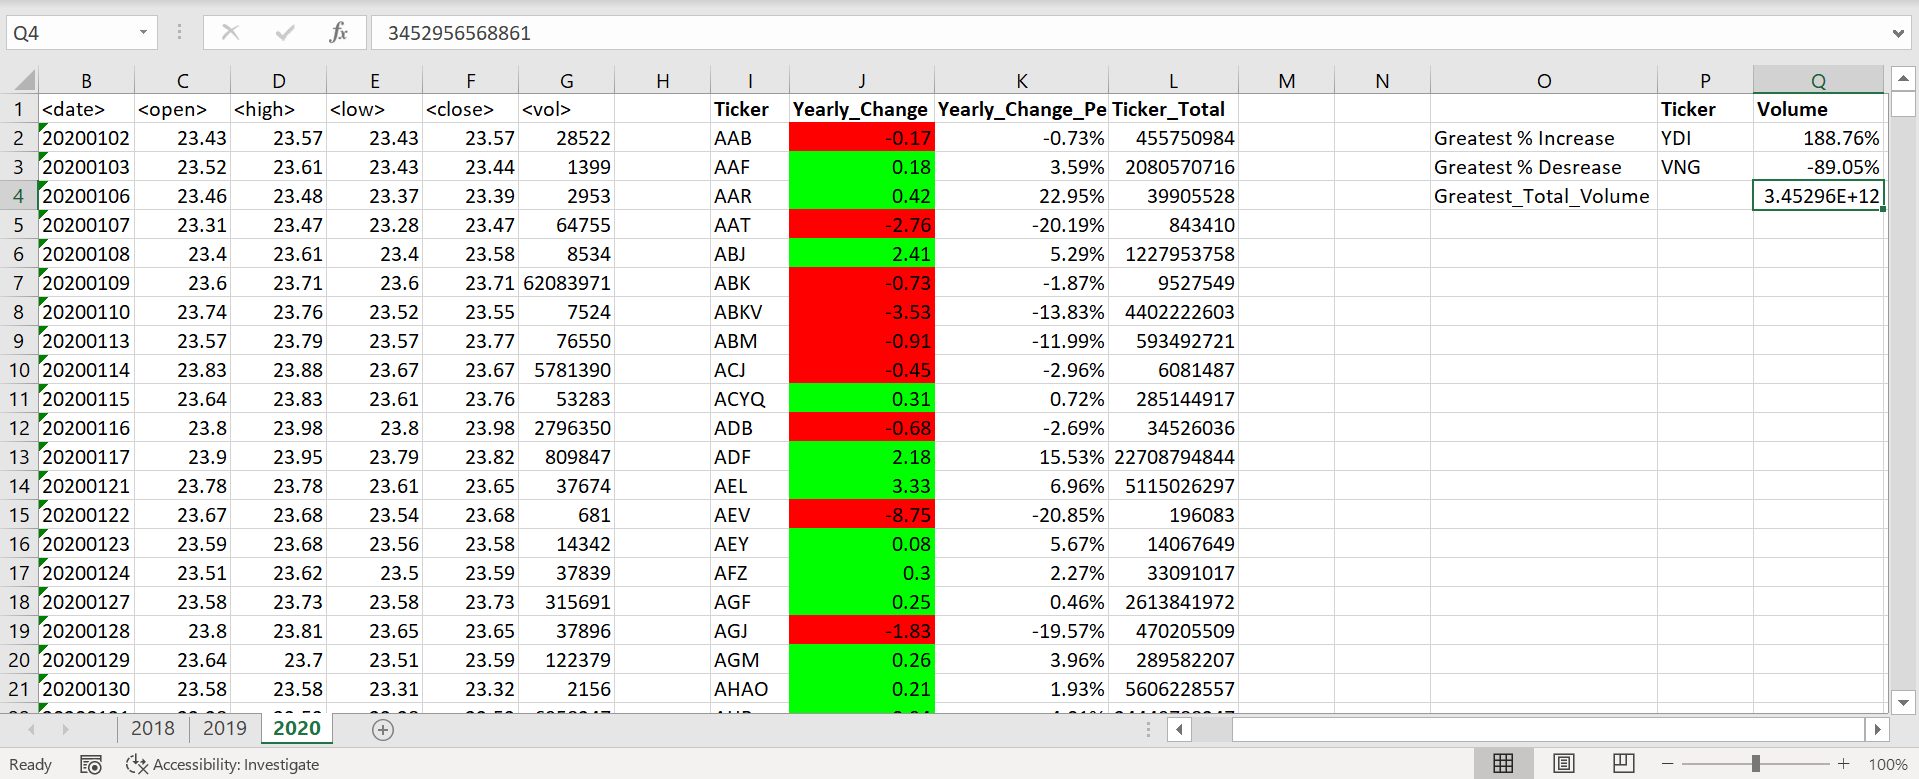 Q4 fx 3452956568861
B C D E F G H I J K L M N O P Q
1 <date> <open> <high> <low> <close> <vol> Ticker Yearly_Change Yearly_Change_Pe Ticker_Total Ticker Volume
2 20200102 23.43 23.57 23.43 23.57 28522 AAB -0.17 -0.73% 455750984 Greatest % Increase YDI 188.76%
3 20200103 23.52 23.61 23.43 23.44 1399 AAF 0.18 3.59% 2080570716 Greatest % Desrease VNG -89.05%
4 20200106 23.46 23.48 23.37 23.39 2953 AAR 0.42 22.95% 39905528 Greatest_Total_Volume 3.45296E+12
5 20200107 23.31 23.47 23.28 23.47 64755 AAT -2.76 -20.19% 843410
6 20200108 23.4 23.61 23.4 23.58 8534 ABJ 2.41 5.29% 1227953758
7 20200109 23.6 23.71 23.6 23.71 62083971 ABK -0.73 -1.87% 9527549
8 20200110 23.74 23.76 23.52 23.55 7524 ABKV -3.53 -13.83% 4402222603
9 20200113 23.57 23.79 23.57 23.77 76550 ABM -0.91 -11.99% 593492721
10 20200114 23.83 23.88 23.67 23.67 5781390 ACJ -0.45 -2.96% 6081487
11 20200115 23.64 23.83 23.61 23.76 53283 ACYQ 0.31 0.72% 285144917
12 20200116 23.8 23.98 23.8 23.98 2796350 ADB -0.68 -2.69% 34526036
13 20200117 23.9 23.95 23.79 23.82 809847 ADF 2.18 15.53% 22708794844
14 20200121 23.78 23.78 23.61 23.65 37674 AEL 3.33 6.96% 5115026297
15 20200122 23.67 23.68 23.54 23.68 681 AEV -8.75 -20.85% 196083
16 20200123 23.59 23.68 23.56 23.58 14342 AEY 0.08 5.67% 14067649
17 20200124 23.51 23.62 23.5 23.59 37839 AFZ 0.3 2.27% 33091017
18 20200127 23.58 23.73 23.58 23.73 315691 AGF 0.25 0.46% 2613841972
19 20200128 23.8 23.81 23.65 23.65 37896 AGJ -1.83 -19.57% 470205509
20 20200129 23.64 23.7 23.51 23.59 122379 AGM 0.26 3.96% 289582207
21 20200130 23.58 23.58 23.31 23.32 2156 AHAO 0.21 1.93% 5606228557
2018 2019 2020
Ready Accessibility: Investigate 100%